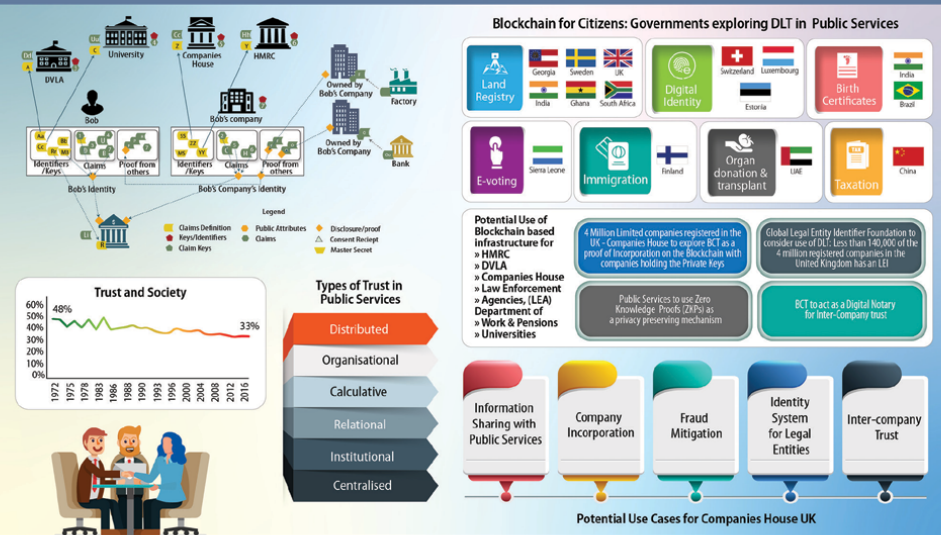 DVLA
University
Companies
House
HMRC
Bob
Bob's company
Owned by
Bob's Company
Factory
Owned by
Bob's Company
Bank
Identifiers
/Keys
Claims
Proof from
others
Identifiers
/Keys
Claims
Proof from
others
Bob's Identity
Bob's Company's identity
Legend
Claims Definition
Keys/Identifiers
Claim Keys
Public Attributes
Claims
Disclosure/proof
Consent Reciept
Master Secret
Trust and Society
60%
50%
40%
30%
20%
10%
0%
48%
33%
1972
1975
1978
1983
1986
1988
1990
1993
1996
2000
2004
2008
2012
2016
Types of Trust in
Public Services
Distributed
Organisational
Calculative
Relational
Institutional
Centralised
Blockchain for Citizens: Governments exploring DLT in Public Services
Land
Registry
Georgia
Sweden
UK
India
Ghana
South Africa
Digital
Identity
Switzerland
Luxembourg
Estonia
Birth
Certificates
India
Brazil
E-voting
Sierra Leone
Immigration
Finland
Organ
donation &
transplant
UAE
TAX
Taxation
China
Potential Use of
Blockchain based
infrastructure for
» HMRC
» DVLA
» Companies House
» Law Enforcement
» Agencies, (LEA)
Department of
» Work & Pensions
» Universities
4 Million Limited companies registered in the
UK - Companies House to explore BCT as a
proof of Incorporation on the Blockchain with
companies holding the Private Keys
Global Legal Entity Identifier Foundation to
consider use of DLT: Less than 140,000 of the
4 million registered companies in the
United Kingdom has an LEI
Public Services to use Zero
Knowledge Proofs (ZKPs) as
a privacy preserving mechanism
BCT to act as a Digital Notary
for Inter-Company trust
Information
Sharing with
Public Services
Company
Incorporation
Fraud
Mitigation
Identity
System
for Legal
Entities
Inter-company
Trust
Potential Use Cases for Companies House UK